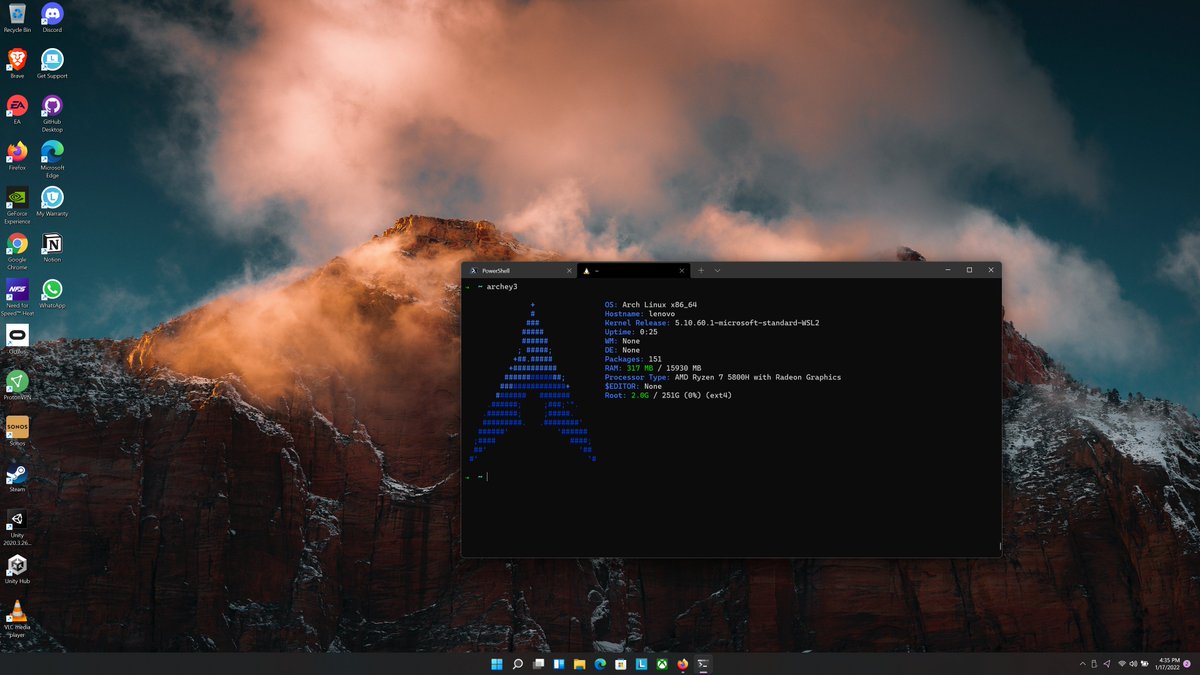 Recycle Bin
Discord
Brave
Get Support
EA
GitHub
Desktop
Firefox
Microsoft
Edge
GeForce
Experience
My Warranty
Google
Chrome
Notion
Need for
Speed™ Heat
WhatsApp
Oculus
ProtonVPN
SONOS
Sonos
Steam
Unity
2020.3.26...
Unity Hub
VLC media
player
PowerShell
~
→ ~ archey3
OS: Arch Linux x86_64
Hostname: lenovo
Kernel Release: 5.10.60.1-microsoft-standard-WSL2
Uptime: 0:25
WM: None
DE: None
Packages: 151
RAM: 317 MB / 15930 MB
Processor Type: AMD Ryzen 7 5800H with Radeon Graphics
$EDITOR: None
Root: 2.0G / 251G (0%) (ext4)
→ ~
4:35 PM
1/17/2022
2